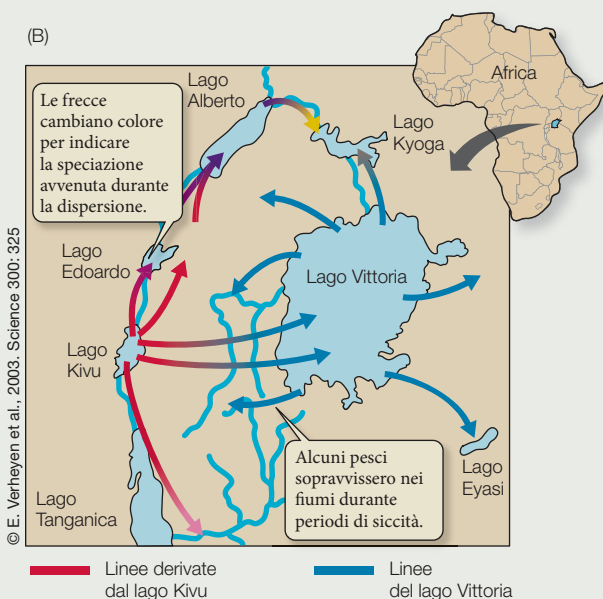 (B)
Africa
Lago
Alberto
Le frecce
cambiano colore
per indicare
la speciazione
avvenuta durante
la dispersione.
Lago
Kyoga
Lago
Edoardo
Lago Vittoria
Lago
Kivu
Alcuni pesci
sopravvissero nei
fiumi durante
periodi di siccità.
Lago
Eyasi
Lago
Tanganica
© E. Verheyen et al., 2003. Science 300: 325
Linee derivate
dal lago Kivu
Linee
del lago Vittoria